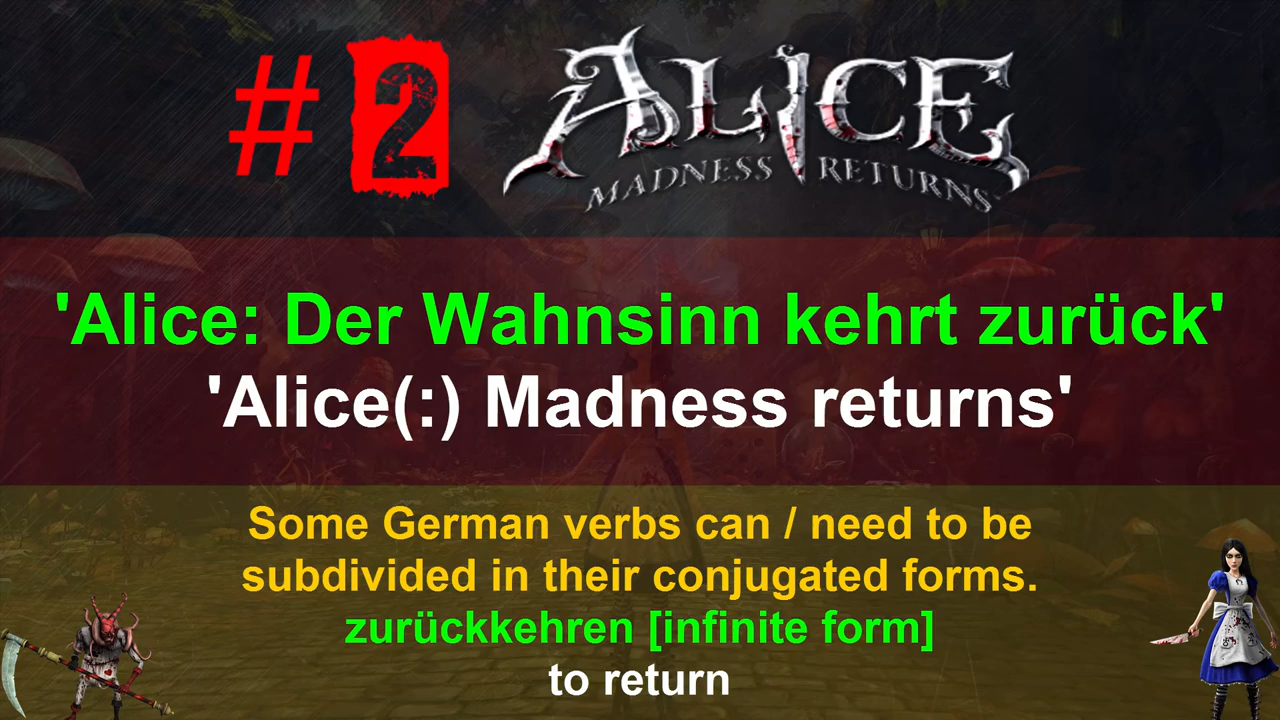 # 2
ALICE
MADNESS RETURNS
'Alice: Der Wahnsinn kehrt zurück'
'Alice(:) Madness returns'
Some German verbs can / need to be
subdivided in their conjugated forms.
zurückkehren [infinite form]
to return